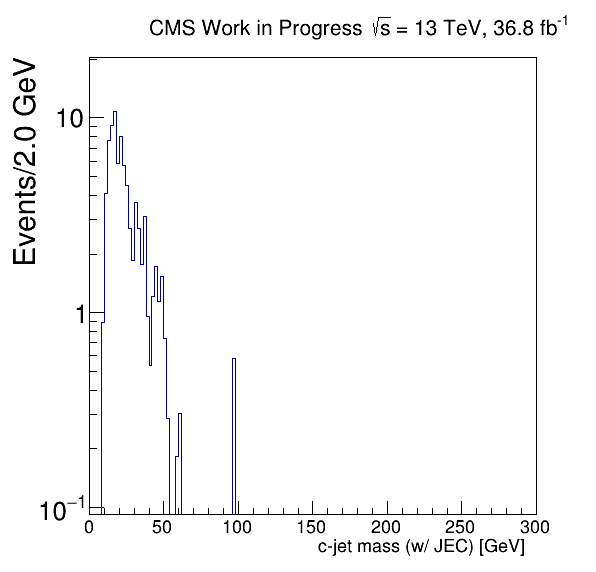 CMS Work in Progress √s = 13 TeV, 36.8 fb⁻¹
Events/2.0 GeV
10
1
10⁻¹
0 50 100 150 200 250 300
c-jet mass (w/ JEC) [GeV]